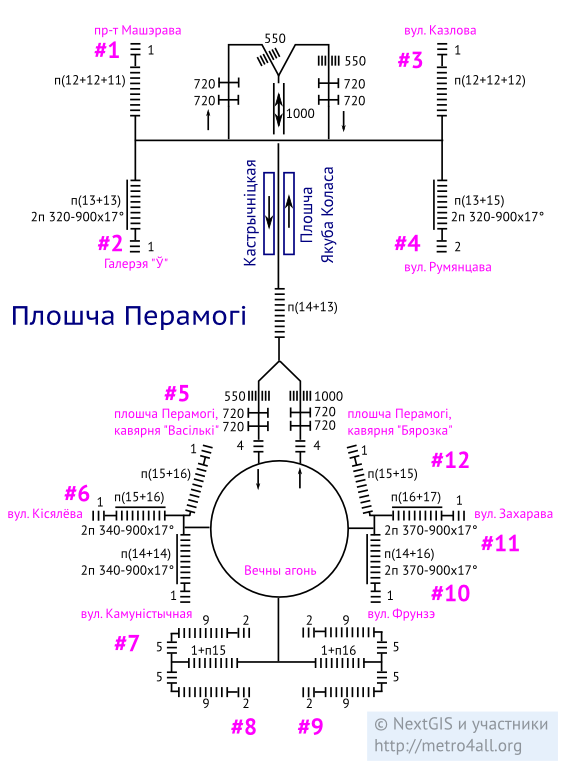 пр-т Машэрава
#1
1
п(12+12+11)
550
550
720
720
720
720
1000
вул. Казлова
#3
1
п(12+12+12)
п(13+13)
2п 320-900x17°
#2
1
Галерэя "Ў"
Кастрычніцкая
Плошча
Якуба Коласа
п(13+15)
2п 320-900x17°
#4
2
вул. Румянцава
Плошча Перамогі
п(14+13)
#5
550
1000
720
720
720
720
4
4
плошча Перамогі,
кавярня "Васількі"
плошча Перамогі,
кавярня "Бярозка"
1
1
#12
п(15+16)
п(15+15)
#6
1
п(15+16)
вул. Кісялёва
2п 340-900x17°
п(16+17)
1
вул. Захарава
2п 370-900x17°
#11
п(14+14)
2п 340-900x17°
1
п(14+16)
2п 370-900x17°
#10
1
Вечны агонь
вул. Камуністычная
вул. Фрунзэ
#7
9
2
2
9
5
1+п15
1+п16
5
5
5
9
2
2
9
#8
#9
© NextGIS и участники
http://metro4all.org